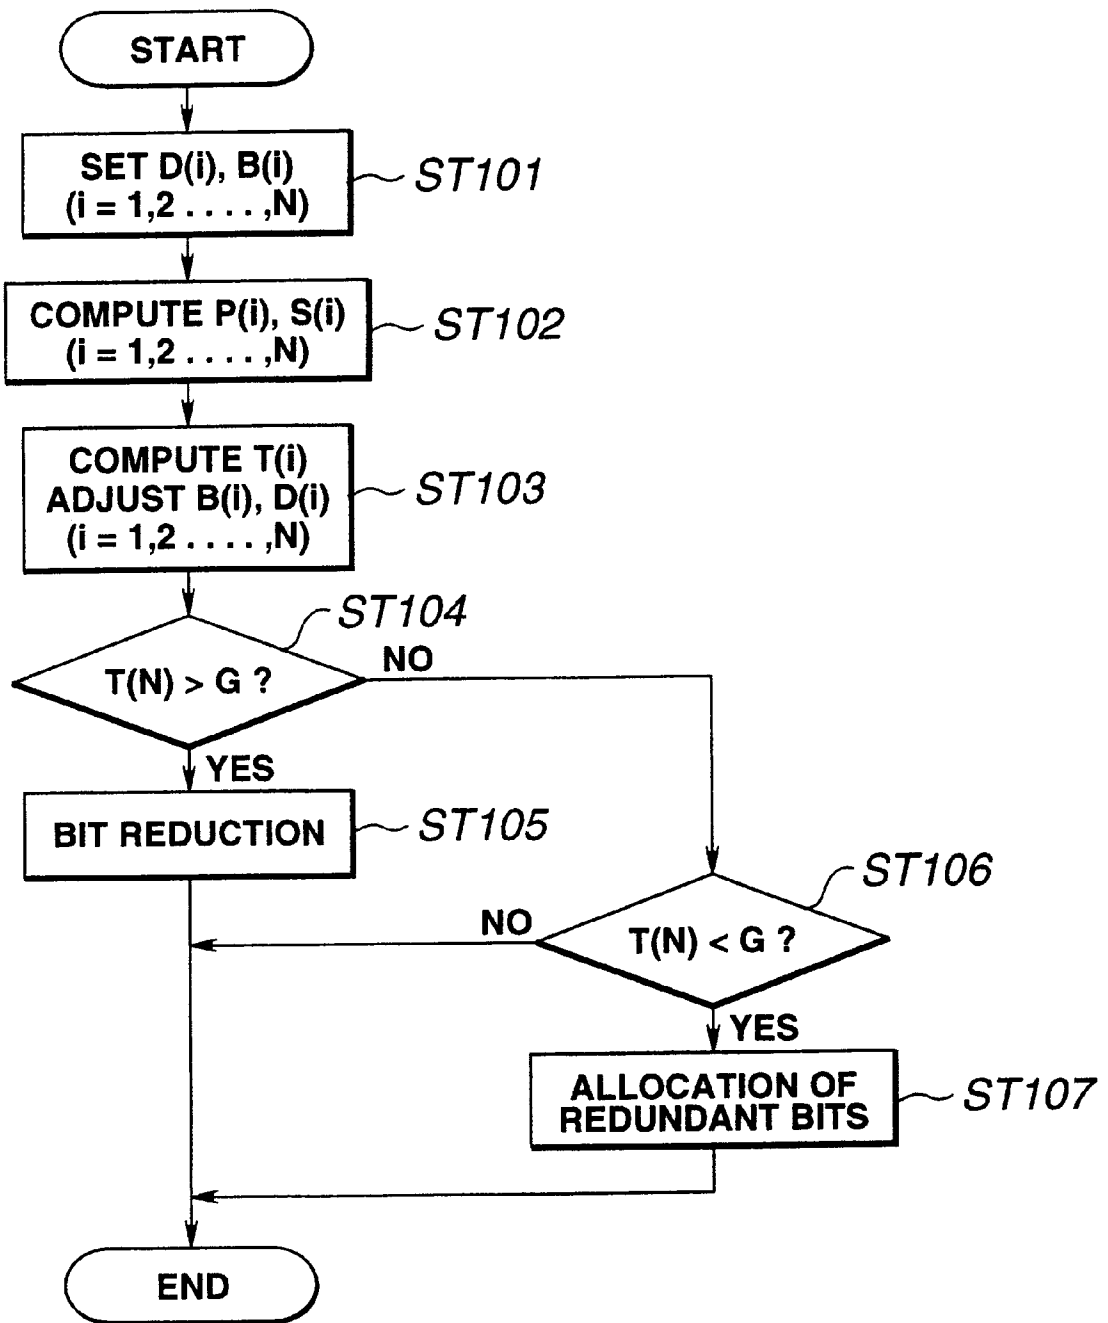 START
SET D(i), B(i)
(i = 1,2 . . . . ,N)
ST101
COMPUTE P(i), S(i)
(i = 1,2 . . . . ,N)
ST102
COMPUTE T(i)
ADJUST B(i), D(i)
(i = 1,2 . . . . ,N)
ST103
ST104
T(N) > G ?
NO
YES
BIT REDUCTION
ST105
ST106
NO
T(N) < G ?
YES
ALLOCATION OF
REDUNDANT BITS
ST107
END